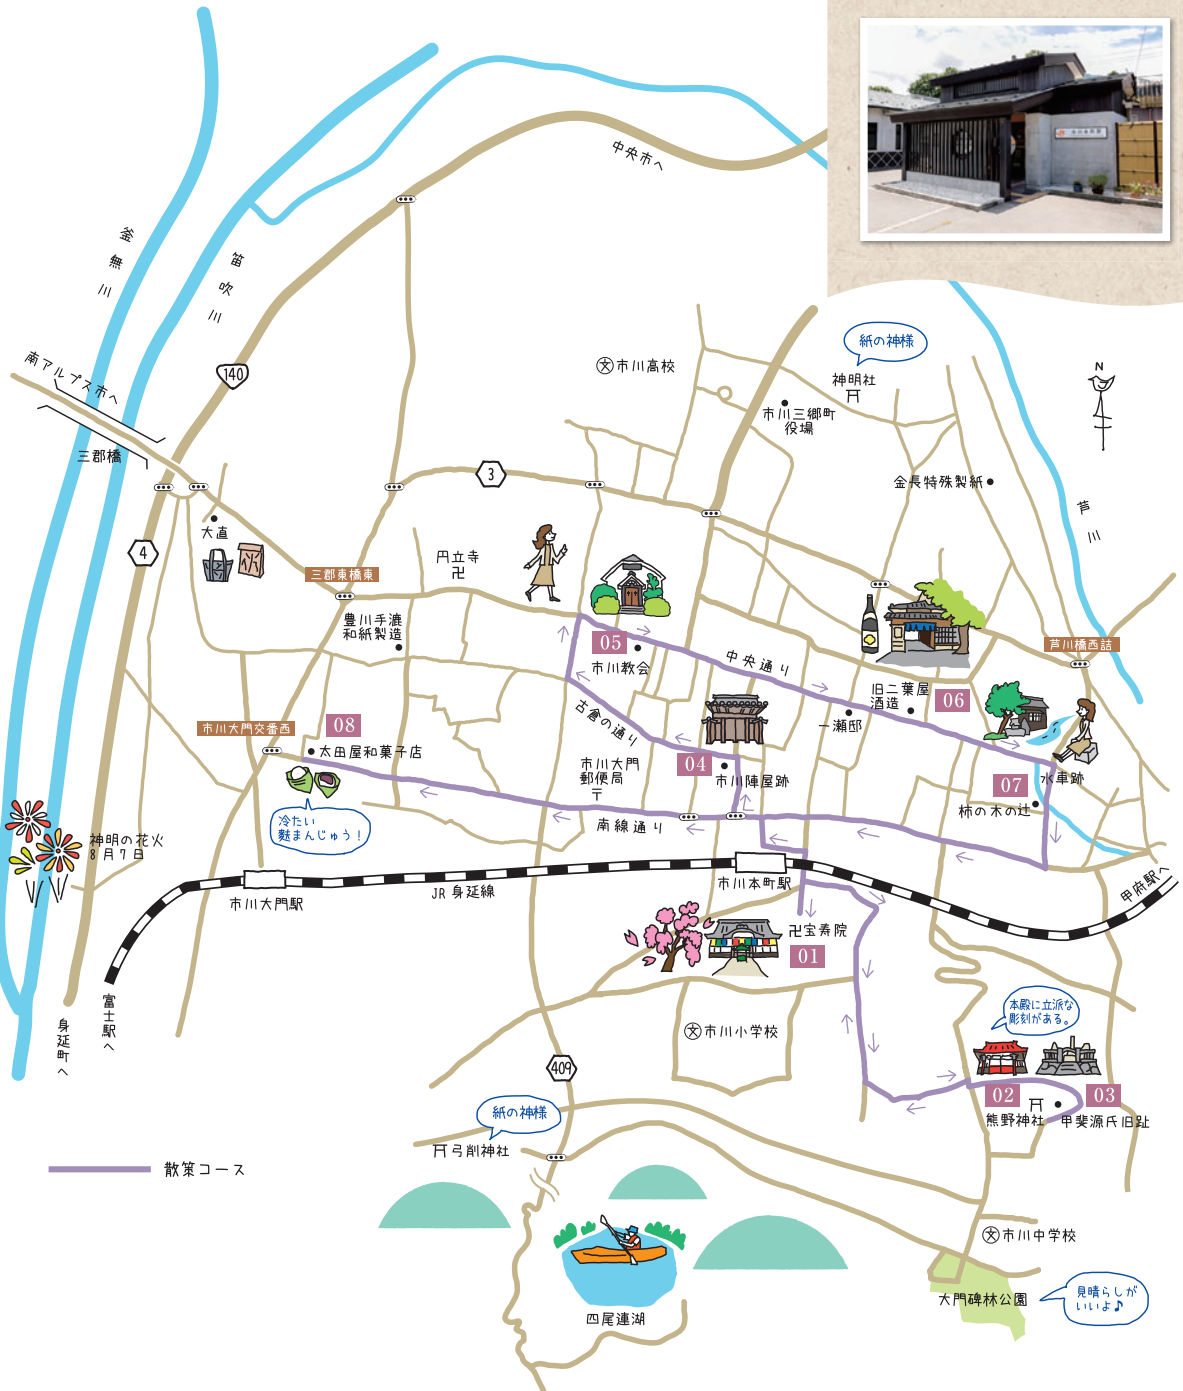 中央市へ
釜無川
笛吹川
南アルプス市へ
三郡橋
140
文 市川高校
紙の神様
神明社
市川三郷町
役場
N
金長特殊製紙
芦川
3
大直
4
三郡東橋東
円立寺
豊川手漉
和紙製造
05
市川教会
中央通り
芦川橋西詰
旧二葉屋
酒造
06
一瀬邸
古倉の通り
市川大門交番西
08
太田屋和菓子店
04
市川陣屋跡
市川大門
郵便局
〒
07
水車跡
柿の木の辻
冷たい
麩まんじゅう!
南線通り
神明の花火
8月7日
市川大門駅
JR 身延線
市川本町駅
甲府駅へ
卍宝寿院
01
富士駅へ
身延町へ
文 市川小学校
本殿に立派な
彫刻がある。
409
02
03
熊野神社
甲斐源氏旧趾
紙の神様
弓削神社
散策コース
文 市川中学校
四尾連湖
大門碑林公園
見晴らしが
いいよ♪